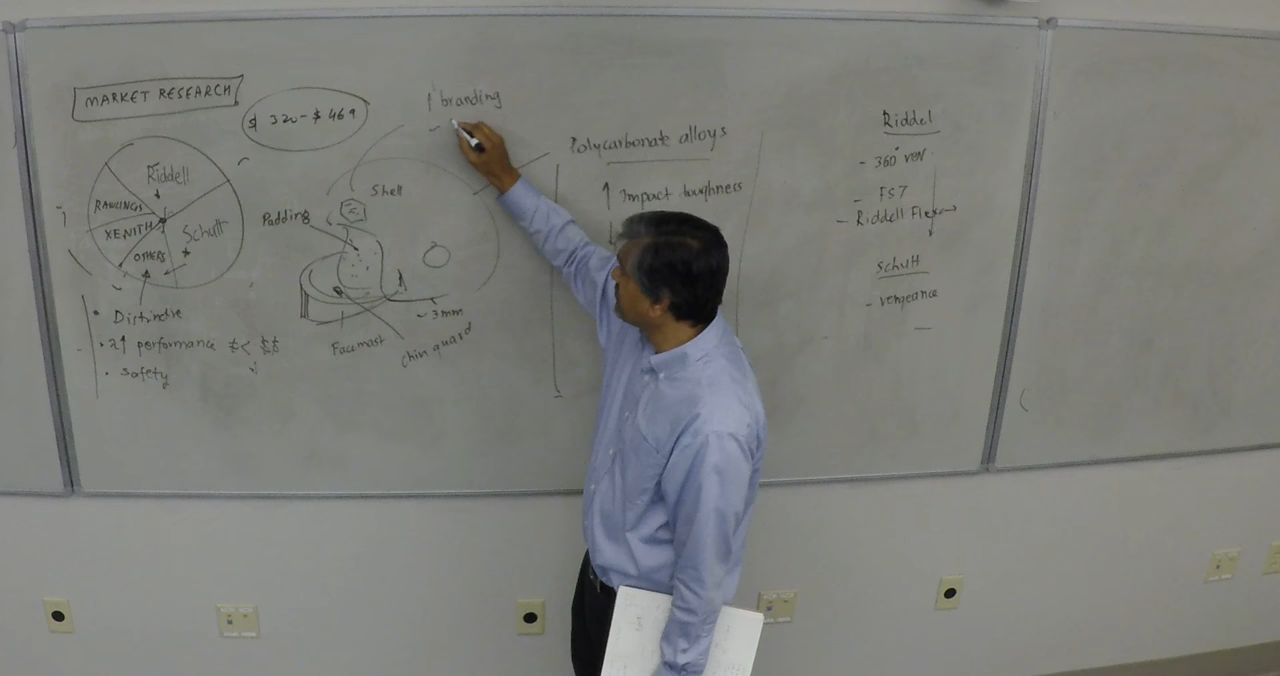 MARKET RESEARCH
$ 320 - $ 469
Riddell
RAWLINGS
XENITH
OTHERS
Schutt
• Distinctive
• performance
• safety
↑ branding
Shell
Padding
~ 3mm
Facemast
Chin guard
Polycarbonate alloys
↑ Impact toughness
Riddel
- 360° ven
- FS7
- Riddell Flex
Schutt
- vengeance